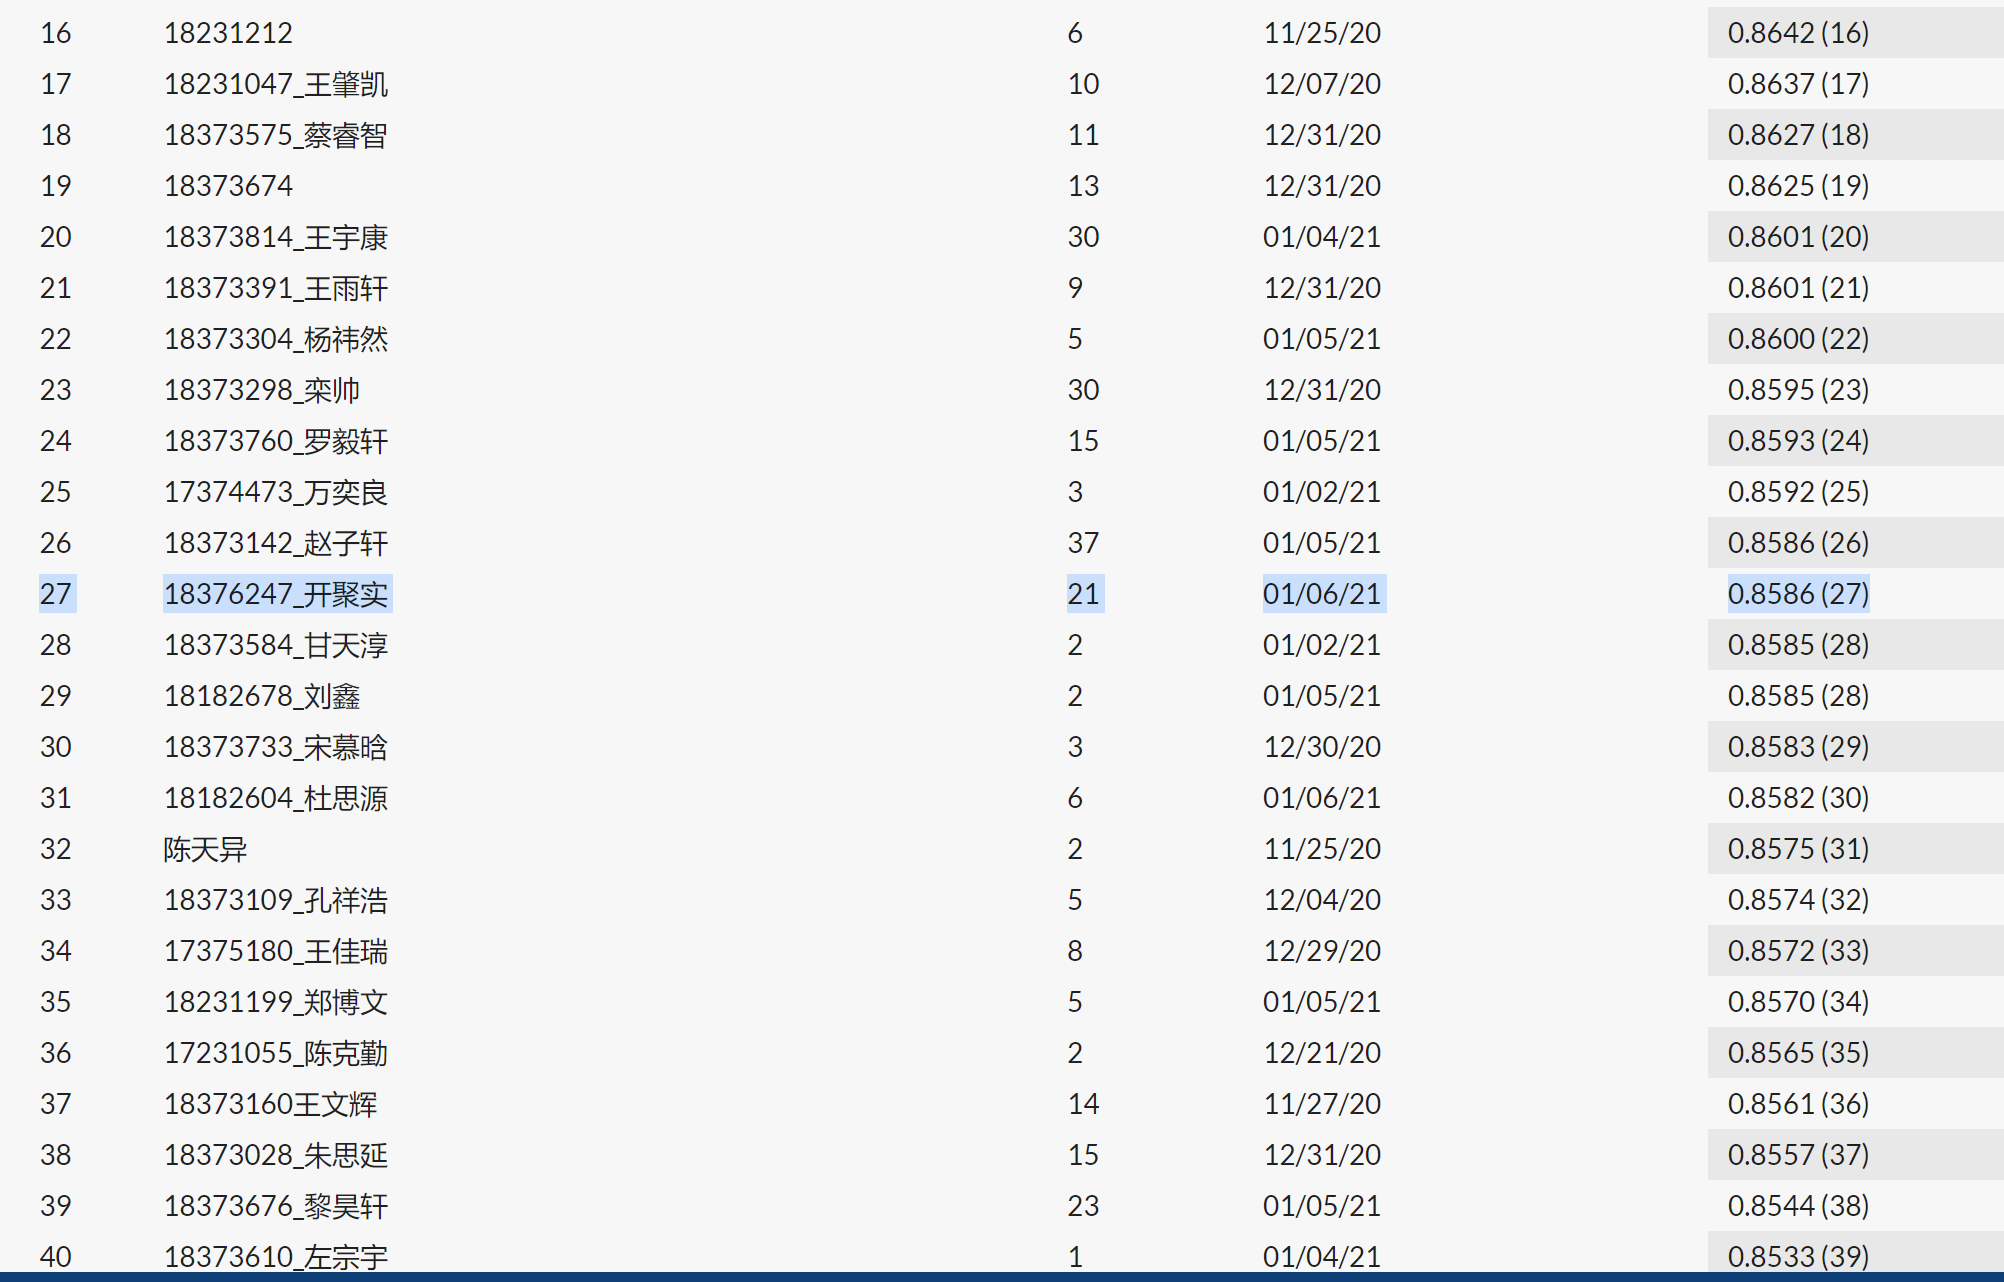 16 18231212 6 11/25/20 0.8642 (16)
17 18231047_王肇凯 10 12/07/20 0.8637 (17)
18 18373575_蔡睿智 11 12/31/20 0.8627 (18)
19 18373674 13 12/31/20 0.8625 (19)
20 18373814_王宇康 30 01/04/21 0.8601 (20)
21 18373391_王雨轩 9 12/31/20 0.8601 (21)
22 18373304_杨祎然 5 01/05/21 0.8600 (22)
23 18373298_栾帅 30 12/31/20 0.8595 (23)
24 18373760_罗毅轩 15 01/05/21 0.8593 (24)
25 17374473_万奕良 3 01/02/21 0.8592 (25)
26 18373142_赵子轩 37 01/05/21 0.8586 (26)
27 18376247_开聚实 21 01/06/21 0.8586 (27)
28 18373584_甘天淳 2 01/02/21 0.8585 (28)
29 18182678_刘鑫 2 01/05/21 0.8585 (28)
30 18373733_宋慕晗 3 12/30/20 0.8583 (29)
31 18182604_杜思源 6 01/06/21 0.8582 (30)
32 陈天异 2 11/25/20 0.8575 (31)
33 18373109_孔祥浩 5 12/04/20 0.8574 (32)
34 17375180_王佳瑞 8 12/29/20 0.8572 (33)
35 18231199_郑博文 5 01/05/21 0.8570 (34)
36 17231055_陈克勤 2 12/21/20 0.8565 (35)
37 18373160王文辉 14 11/27/20 0.8561 (36)
38 18373028_朱思延 15 12/31/20 0.8557 (37)
39 18373676_黎昊轩 23 01/05/21 0.8544 (38)
40 18373610_左宗宇 1 01/04/21 0.8533 (39)